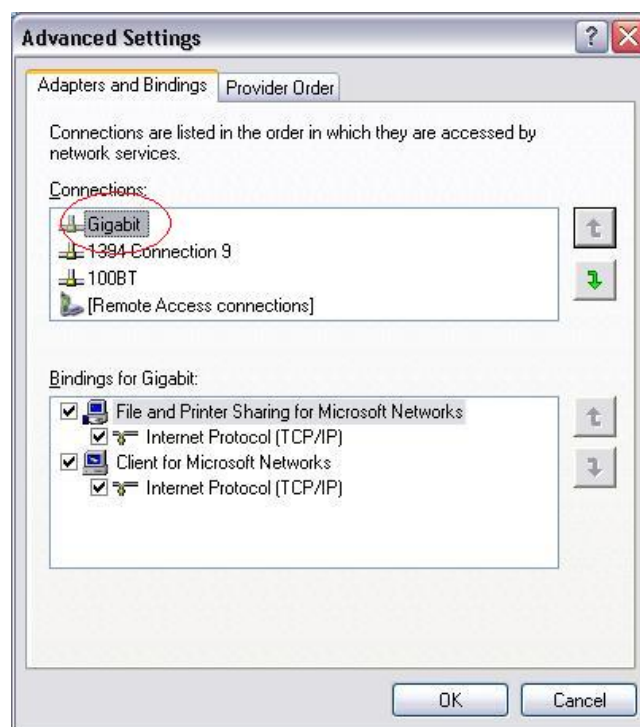 Advanced Settings
Adapters and Bindings
Provider Order
Connections are listed in the order in which they are accessed by
network services.
Connections:
Gigabit
1394 Connection 9
100BT
[Remote Access connections]
Bindings for Gigabit:
File and Printer Sharing for Microsoft Networks
Internet Protocol (TCP/IP)
Client for Microsoft Networks
Internet Protocol (TCP/IP)
OK
Cancel